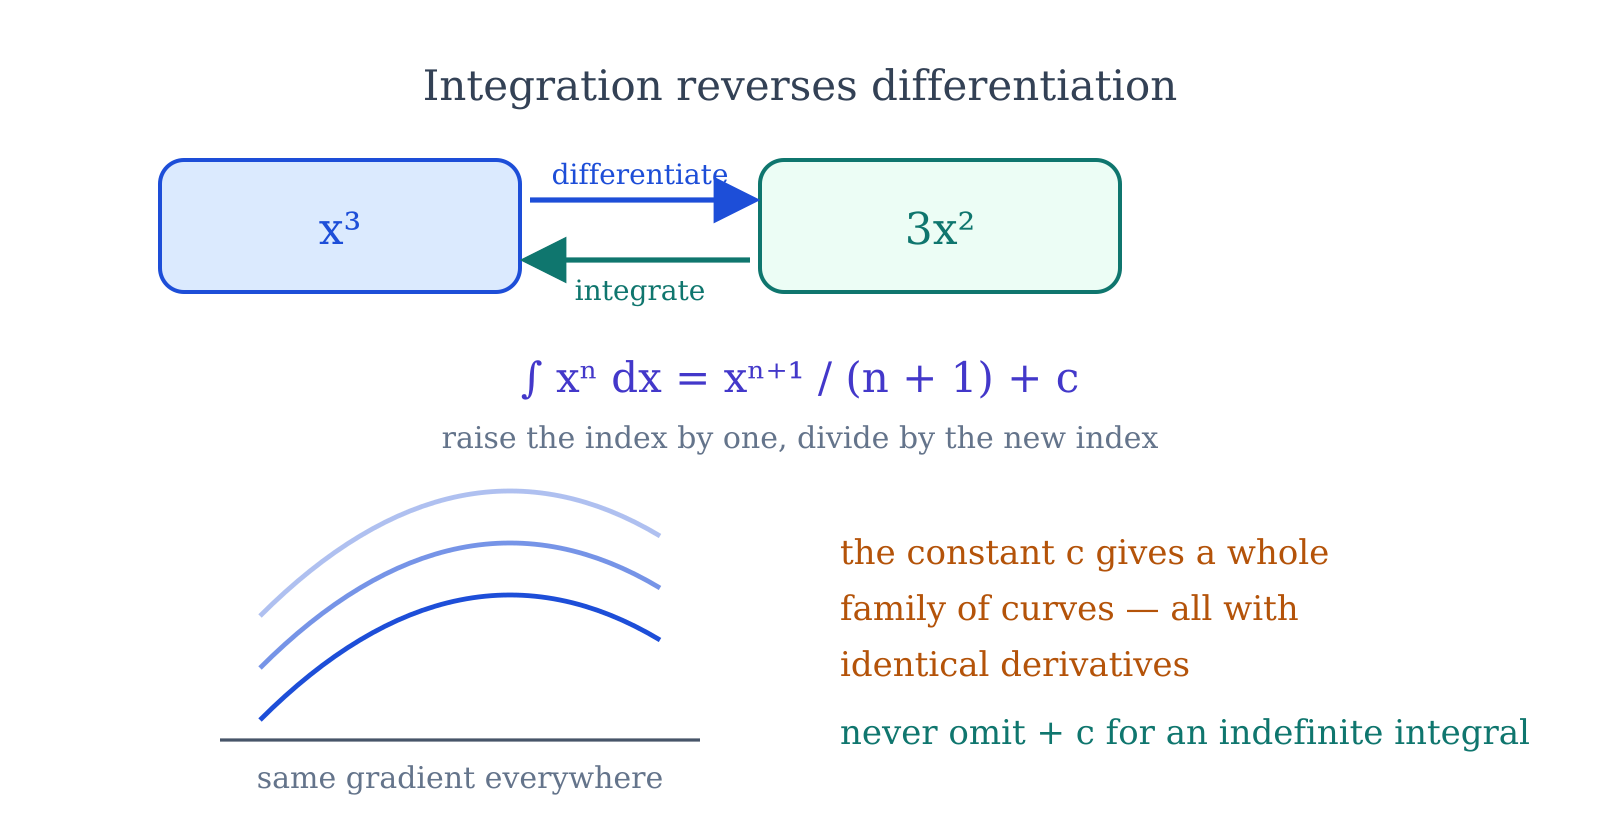 Integration reverses differentiation
differentiate
x³
3x²
integrate
∫ xⁿ dx = xⁿ⁺¹ / (n + 1) + c
raise the index by one, divide by the new index
the constant c gives a whole
family of curves — all with
identical derivatives
never omit + c for an indefinite integral
same gradient everywhere